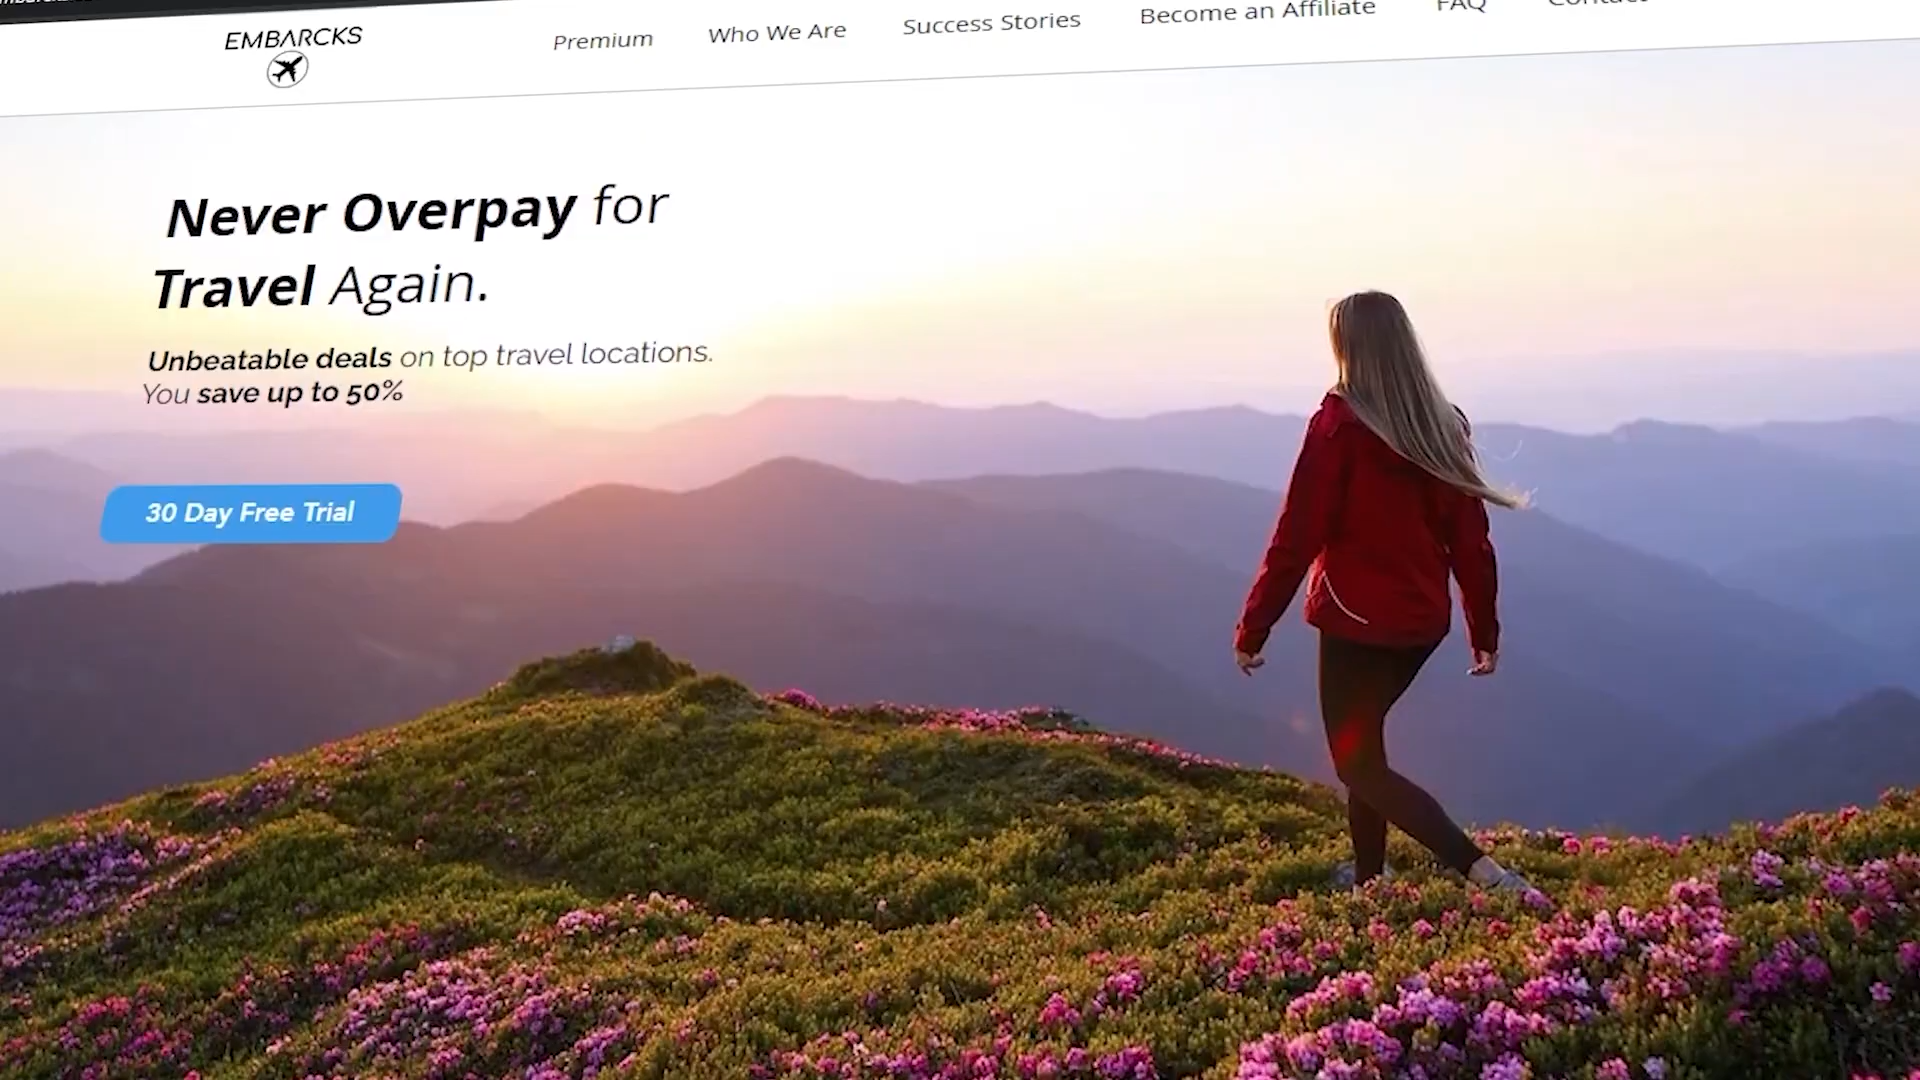 EMBARCKS
Premium
Who We Are
Success Stories
Become an Affiliate
FAQ
Never Overpay for
Travel Again.
Unbeatable deals on top travel locations.
You save up to 50%
30 Day Free Trial